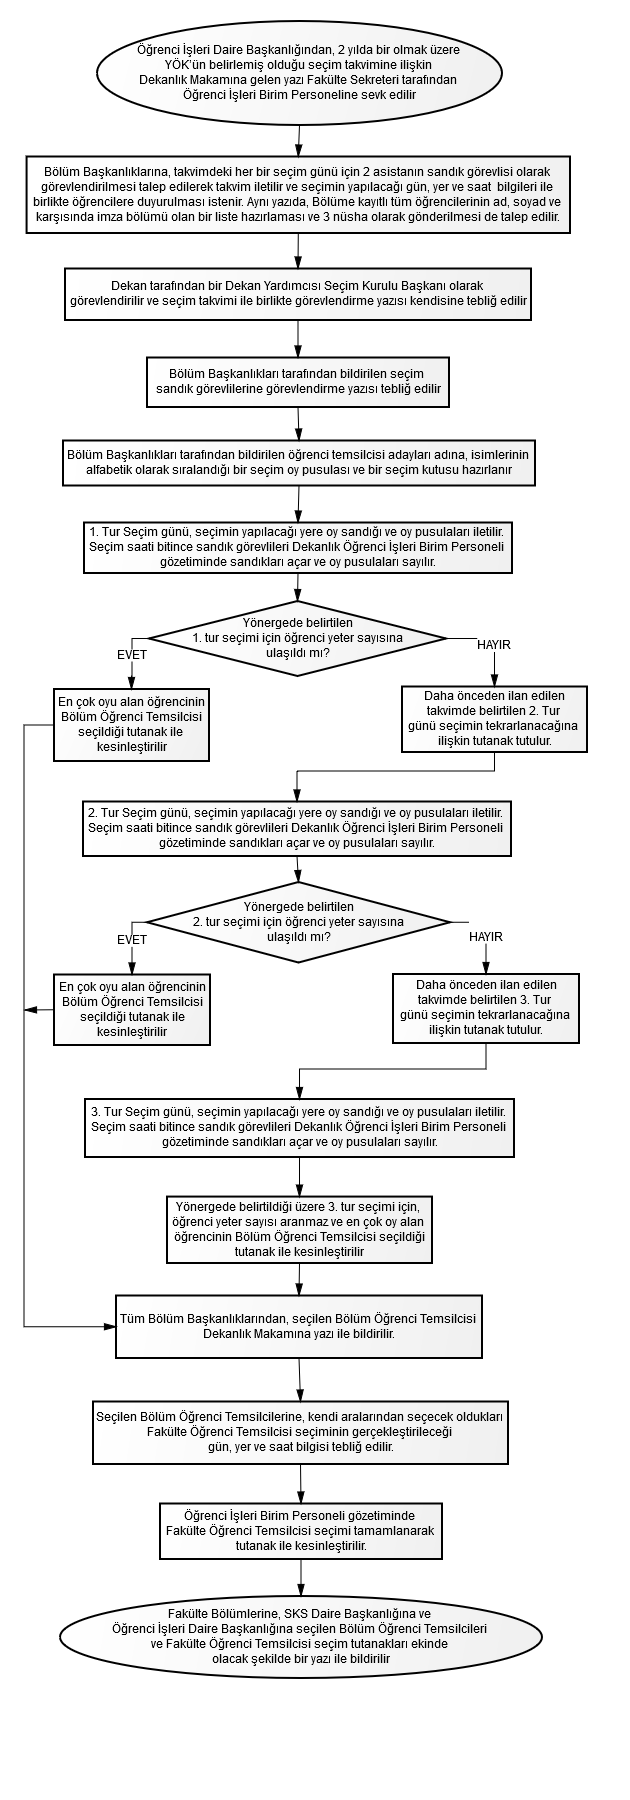 Öğrenci İşleri Daire Başkanlığından, 2 yılda bir olmak üzere
YÖK'ün belirlemiş olduğu seçim takvimine ilişkin
Dekanlık Makamına gelen yazı Fakülte Sekreteri tarafından
Öğrenci İşleri Birim Personeline sevk edilir
Bölüm Başkanlıklarına, takvimdeki her bir seçim günü için 2 asistanın sandık görevlisi olarak
görevlendirilmesi talep edilerek takvim iletilir ve seçimin yapılacağı gün, yer ve saat  bilgileri ile
birlikte öğrencilere duyurulması istenir. Aynı yazıda, Bölüme kayıtlı tüm öğrencilerinin ad, soyad ve
karşısında imza bölümü olan bir liste hazırlaması ve 3 nüsha olarak gönderilmesi de talep edilir.
Dekan tarafından bir Dekan Yardımcısı Seçim Kurulu Başkanı olarak
görevlendirilir ve seçim takvimi ile birlikte görevlendirme yazısı kendisine tebliğ edilir
Bölüm Başkanlıkları tarafından bildirilen seçim
sandık görevlilerine görevlendirme yazısı tebliğ edilir
Bölüm Başkanlıkları tarafından bildirilen öğrenci temsilcisi adayları adına, isimlerinin
alfabetik olarak sıralandığı bir seçim oy pusulası ve bir seçim kutusu hazırlanır
1. Tur Seçim günü, seçimin yapılacağı yere oy sandığı ve oy pusulaları iletilir.
Seçim saati bitince sandık görevlileri Dekanlık Öğrenci İşleri Birim Personeli
gözetiminde sandıkları açar ve oy pusulaları sayılır.
Yönergede belirtilen
1. tur seçimi için öğrenci yeter sayısına
ulaşıldı mı?
EVET
HAYIR
En çok oyu alan öğrencinin
Bölüm Öğrenci Temsilcisi
seçildiği tutanak ile
kesinleştirilir
Daha önceden ilan edilen
takvimde belirtilen 2. Tur
günü seçimin tekrarlanacağına
ilişkin tutanak tutulur.
2. Tur Seçim günü, seçimin yapılacağı yere oy sandığı ve oy pusulaları iletilir.
Seçim saati bitince sandık görevlileri Dekanlık Öğrenci İşleri Birim Personeli
gözetiminde sandıkları açar ve oy pusulaları sayılır.
Yönergede belirtilen
2. tur seçimi için öğrenci yeter sayısına
ulaşıldı mı?
EVET
HAYIR
En çok oyu alan öğrencinin
Bölüm Öğrenci Temsilcisi
seçildiği tutanak ile
kesinleştirilir
Daha önceden ilan edilen
takvimde belirtilen 3. Tur
günü seçimin tekrarlanacağına
ilişkin tutanak tutulur.
3. Tur Seçim günü, seçimin yapılacağı yere oy sandığı ve oy pusulaları iletilir.
Seçim saati bitince sandık görevlileri Dekanlık Öğrenci İşleri Birim Personeli
gözetiminde sandıkları açar ve oy pusulaları sayılır.
Yönergede belirtildiği üzere 3. tur seçimi için,
öğrenci yeter sayısı aranmaz ve en çok oy alan
öğrencinin Bölüm Öğrenci Temsilcisi seçildiği
tutanak ile kesinleştirilir
Tüm Bölüm Başkanlıklarından, seçilen Bölüm Öğrenci Temsilcisi
Dekanlık Makamına yazı ile bildirilir.
Seçilen Bölüm Öğrenci Temsilcilerine, kendi aralarından seçecek oldukları
Fakülte Öğrenci Temsilcisi seçiminin gerçekleştirileceği
gün, yer ve saat bilgisi tebliğ edilir.
Öğrenci İşleri Birim Personeli gözetiminde
Fakülte Öğrenci Temsilcisi seçimi tamamlanarak
tutanak ile kesinleştirilir.
Fakülte Bölümlerine, SKS Daire Başkanlığına ve
Öğrenci İşleri Daire Başkanlığına seçilen Bölüm Öğrenci Temsilcileri
ve Fakülte Öğrenci Temsilcisi seçim tutanakları ekinde
olacak şekilde bir yazı ile bildirilir